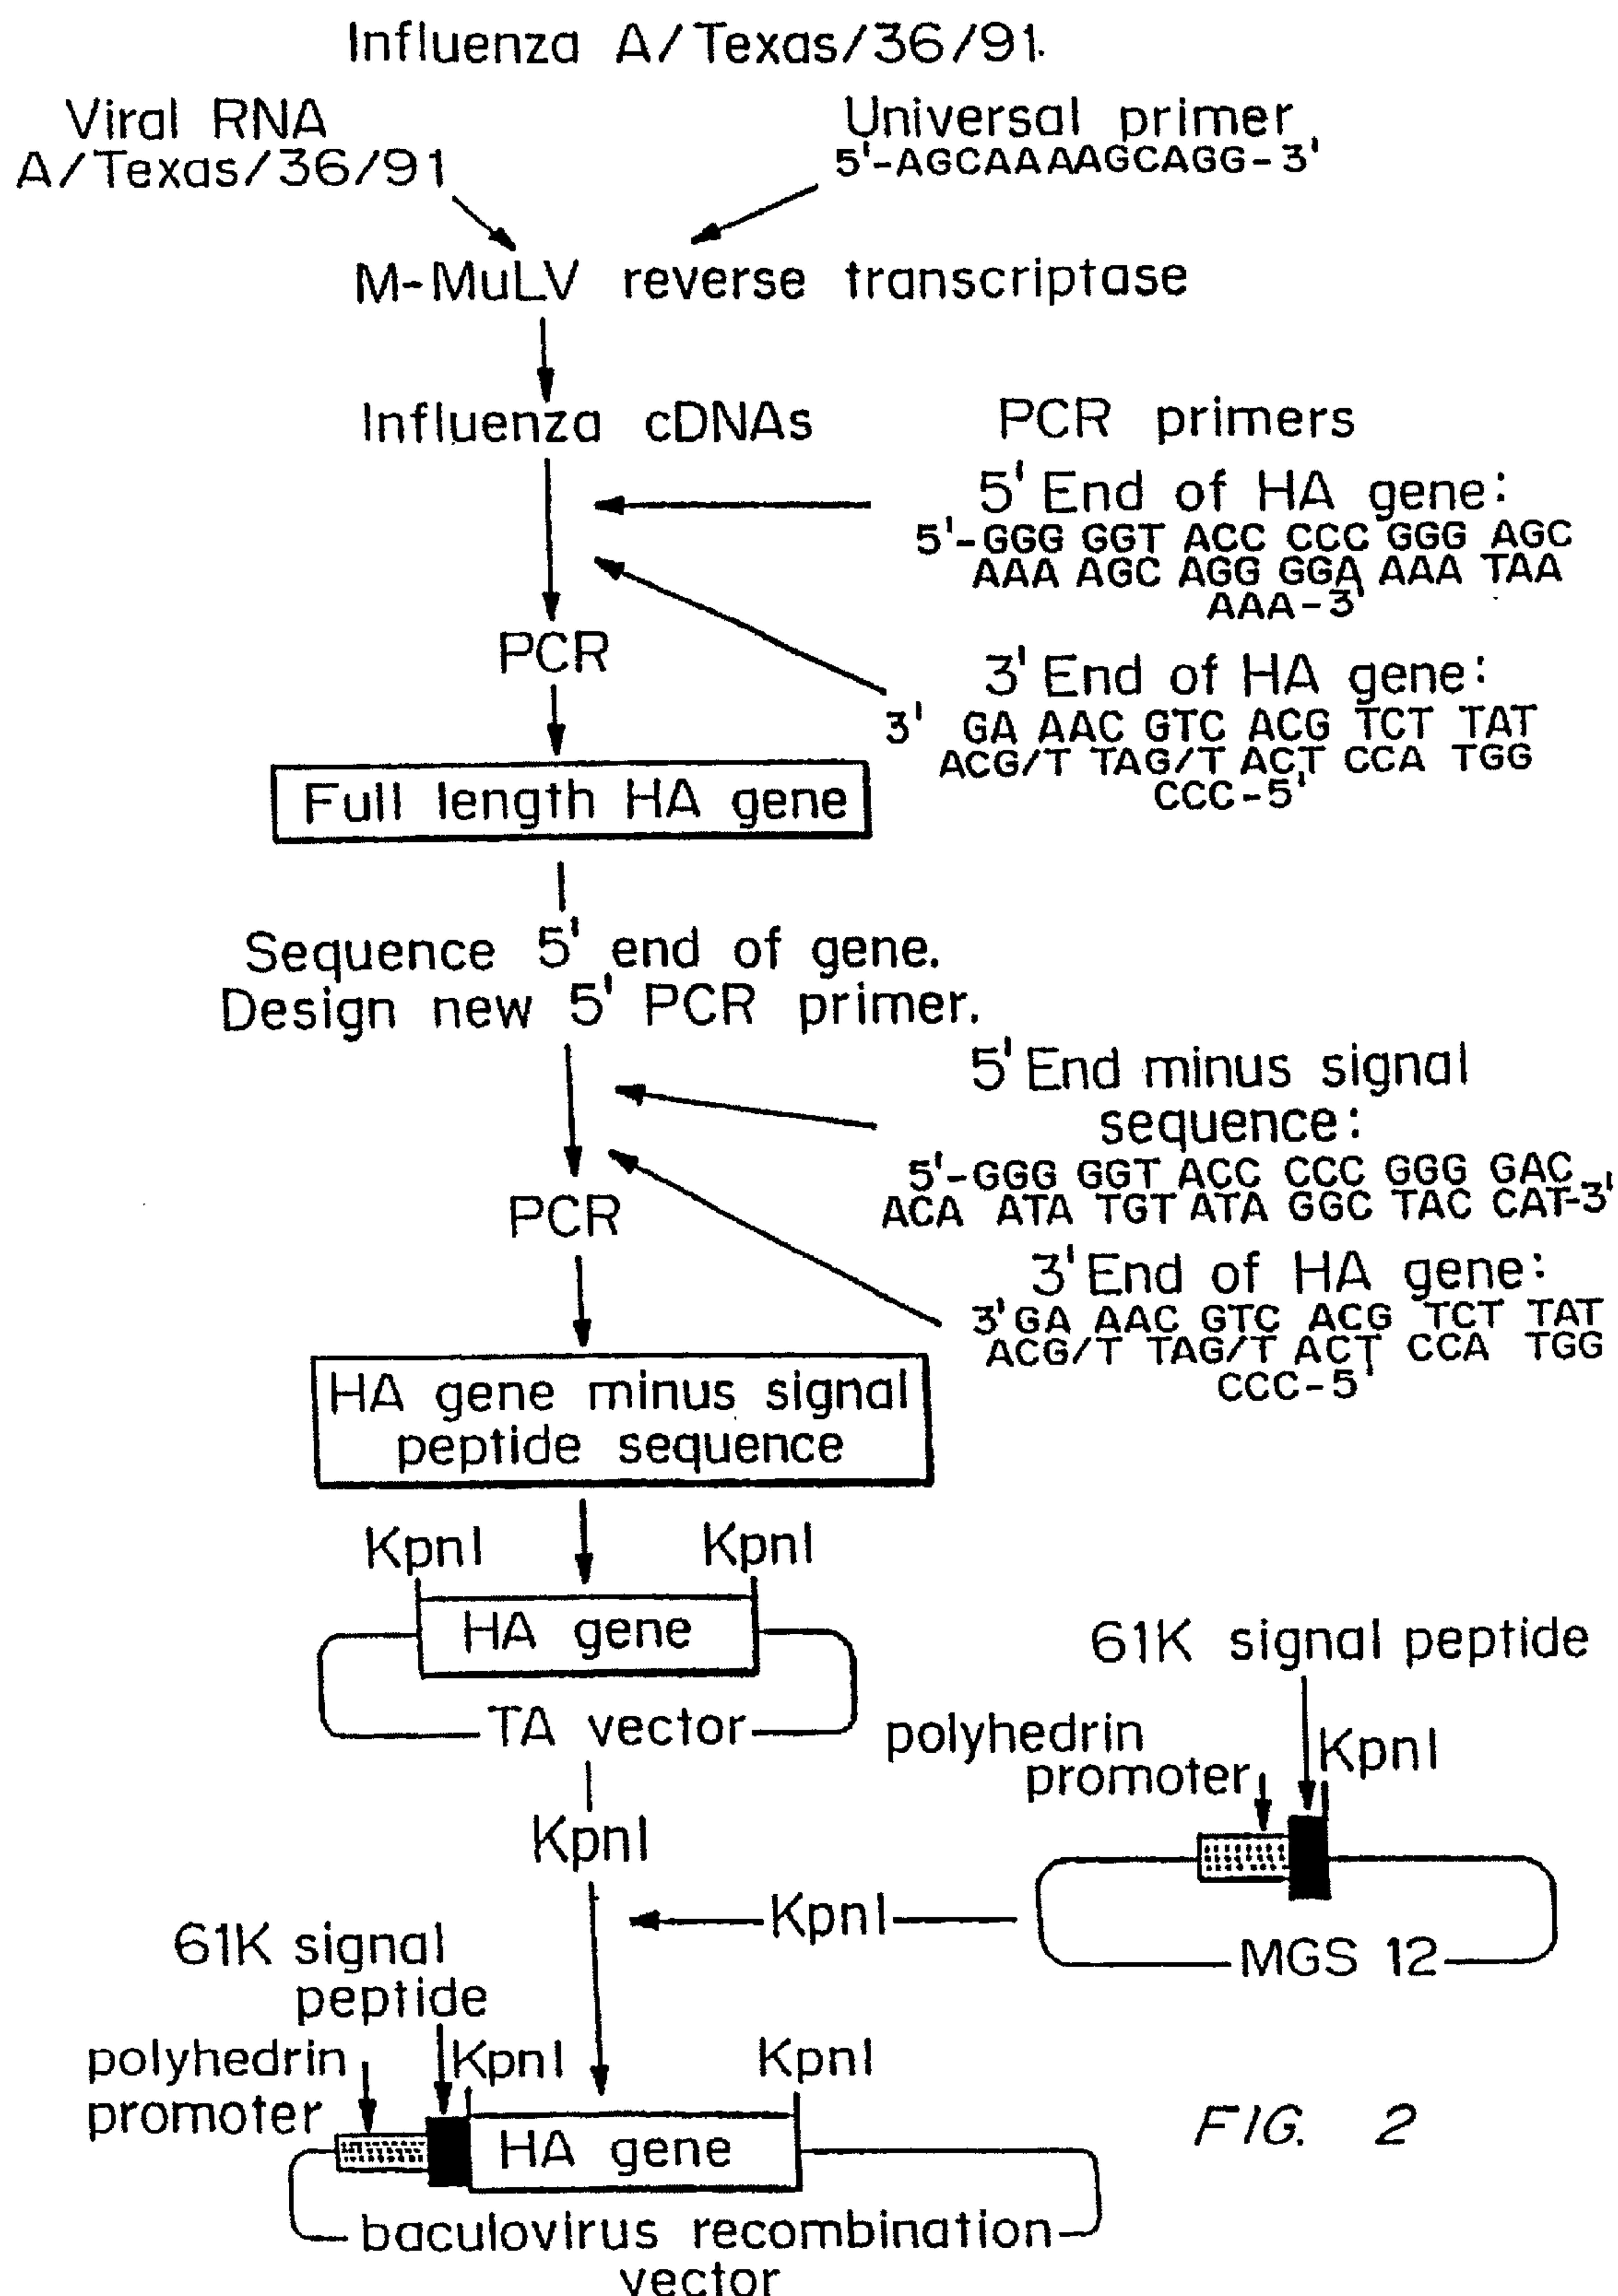 Influenza A/Texas/36/91.
Viral RNA
A/Texas/36/91
Universal primer
5'-AGCAAAAGCAGG-3'
M-MuLV reverse transcriptase
Influenza cDNAs
PCR primers
5' End of HA gene:
5'-GGG GGT ACC CCC GGG AGC
AAA AGC AGG GGA AAA TAA
AAA-3'
PCR
3' End of HA gene:
3' GA AAC GTC ACG TCT TAT
ACG/T TAG/T ACT CCA TGG
CCC-5'
Full length HA gene
Sequence 5' end of gene.
Design new 5' PCR primer.
5' End minus signal
sequence:
5'-GGG GGT ACC CCC GGG GAC
ACA ATA TGT ATA GGC TAC CAT-3'
PCR
3' End of HA gene:
3' GA AAC GTC ACG TCT TAT
ACG/T TAG/T ACT CCA TGG
CCC-5'
HA gene minus signal
peptide sequence
KpnI KpnI
HA gene
TA vector
61K signal peptide
polyhedrin
promoter
KpnI
KpnI
KpnI
MGS 12
61K signal
peptide
polyhedrin
promoter
KpnI KpnI
HA gene
baculovirus recombination
vector
FIG. 2